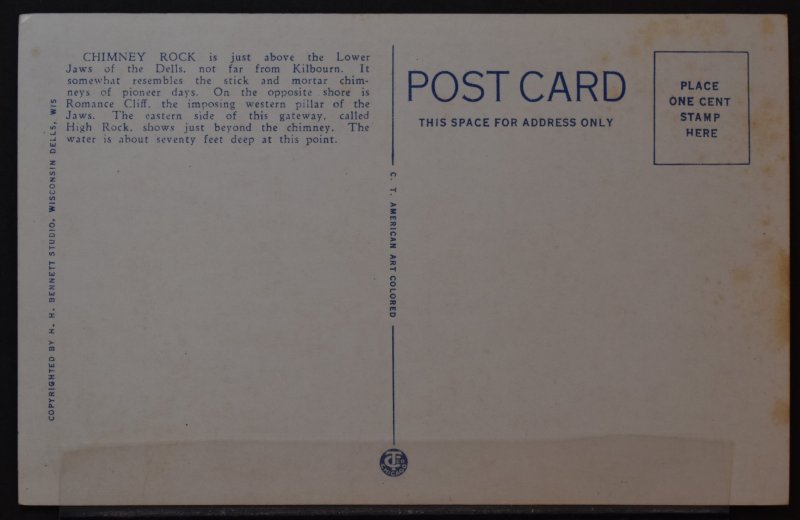 CHIMNEY ROCK is just above the Lower
Jaws of the Dells, not far from Kilbourn. It
somewhat resembles the stick and mortar chim-
neys of pioneer days. On the opposite shore is
Romance Cliff, the imposing western pillar of the
Jaws. The eastern side of this gateway, called
High Rock, shows just beyond the chimney. The
water is about seventy feet deep at this point.
COPYRIGHTED BY H. H. BENNETT STUDIO, WISCONSIN DELLS, WIS
C. T. AMERICAN ART COLORED
POST CARD
THIS SPACE FOR ADDRESS ONLY
PLACE
ONE CENT
STAMP
HERE
CHICAGO